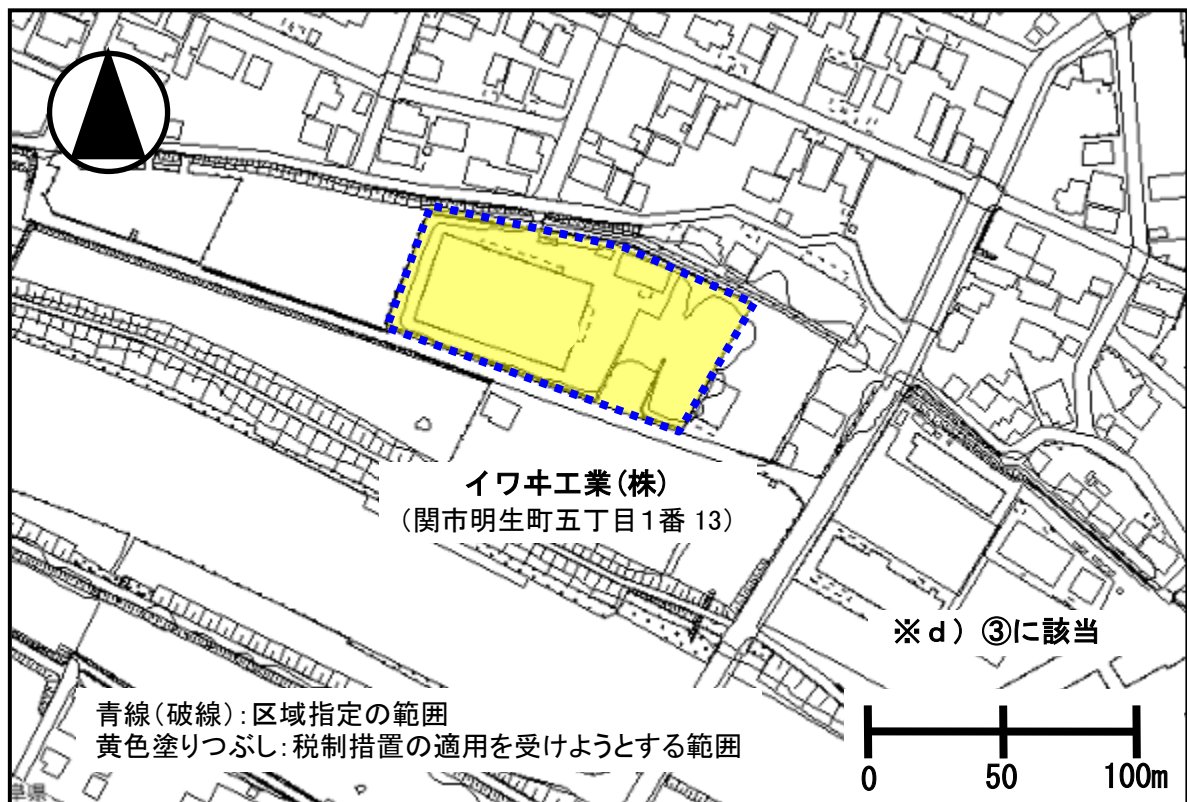 イワヰ工業(株)
(関市明生町五丁目1番 13)
※d) ③に該当
青線(破線):区域指定の範囲
黄色塗りつぶし:税制措置の適用を受けようとする範囲
0 50 100m
阜県